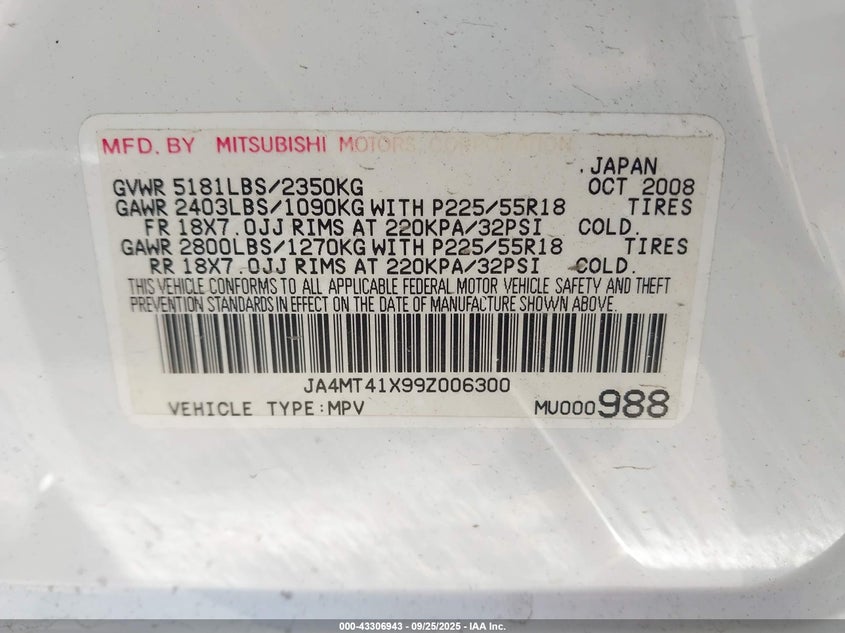 MFD. BY MITSUBISHI MOTORS CORPORATION
. JAPAN
GVWR 5181LBS/2350KG OCT 2008
GAWR 2403LBS/1090KG WITH P225/55R18 TIRES
FR 18X7.0JJ RIMS AT 220KPA/32PSI COLD.
GAWR 2800LBS/1270KG WITH P225/55R18 TIRES
RR 18X7.0JJ RIMS AT 220KPA/32PSI COLD.
THIS VEHICLE CONFORMS TO ALL APPLICABLE FEDERAL MOTOR VEHICLE SAFETY AND THEFT
PREVENTION STANDARDS IN EFFECT ON THE DATE OF MANUFACTURE SHOWN ABOVE.
JA4MT41X99Z006300
VEHICLE TYPE:MPV MU000988
000-43306943 - 09/25/2025 - IAA Inc.